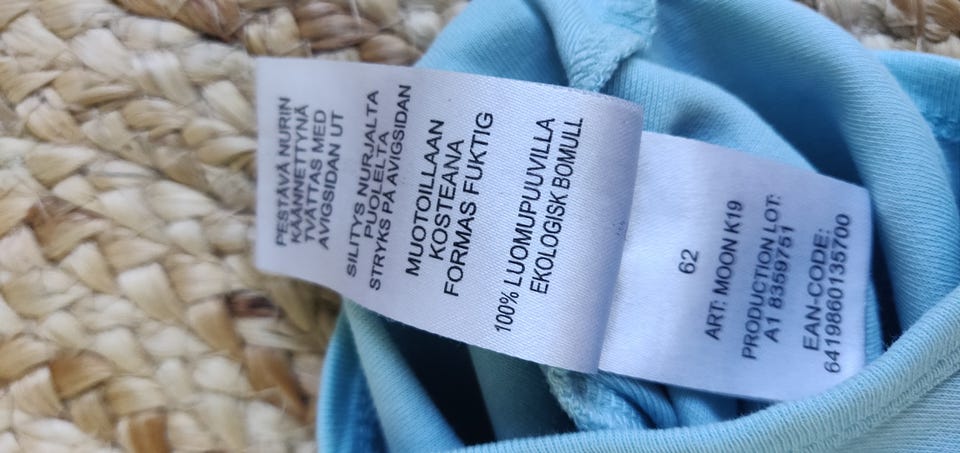 PESTÄVÄ NURIN
KÄÄNNETTYNÄ
TVÄTTAS MED
AVIGSIDAN UT
SILITYS NURJALTA
PUOLELTA
STRYKS PÅ AVIGSIDAN
MUOTOILLAAN
KOSTEANA
FORMAS FUKTIG
100% LUOMUPUUVILLA
EKOLOGISK BOMULL
62
ART: MOON K19
PRODUCTION LOT:
A1 8359751
EAN-CODE:
6419860135700